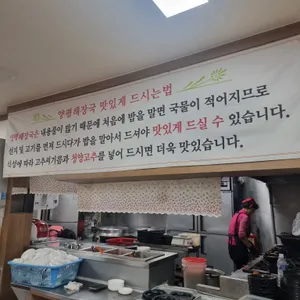 양평해장국 맛있게 드시는법
양평해장국은 내용물이 많기 때문에 처음에 밥을 말면 국물이 적어지므로
선지 및 고기를 먼저 드시다가 밥을 말아서 드셔야 맛있게 드실 수 있습니다.
식성에 따라 고추씨기름과 청양고추를 넣어 드시면 더욱 맛있습니다.